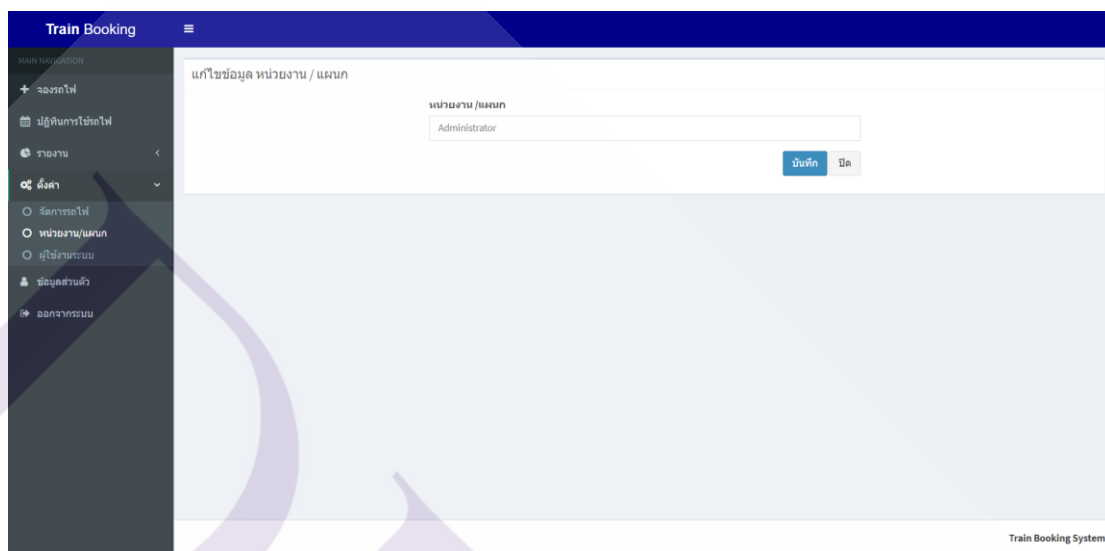 Train Booking
MAIN NAVIGATION
จองรถไฟ
ปฏิทินการใช้รถไฟ
รายงาน
ตั้งค่า
จัดการรถไฟ
หน่วยงาน/แผนก
ผู้ใช้งานระบบ
ข้อมูลส่วนตัว
ออกจากระบบ
แก้ไขข้อมูล หน่วยงาน / แผนก
หน่วยงาน /แผนก
Administrator
บันทึก ปิด
Train Booking System